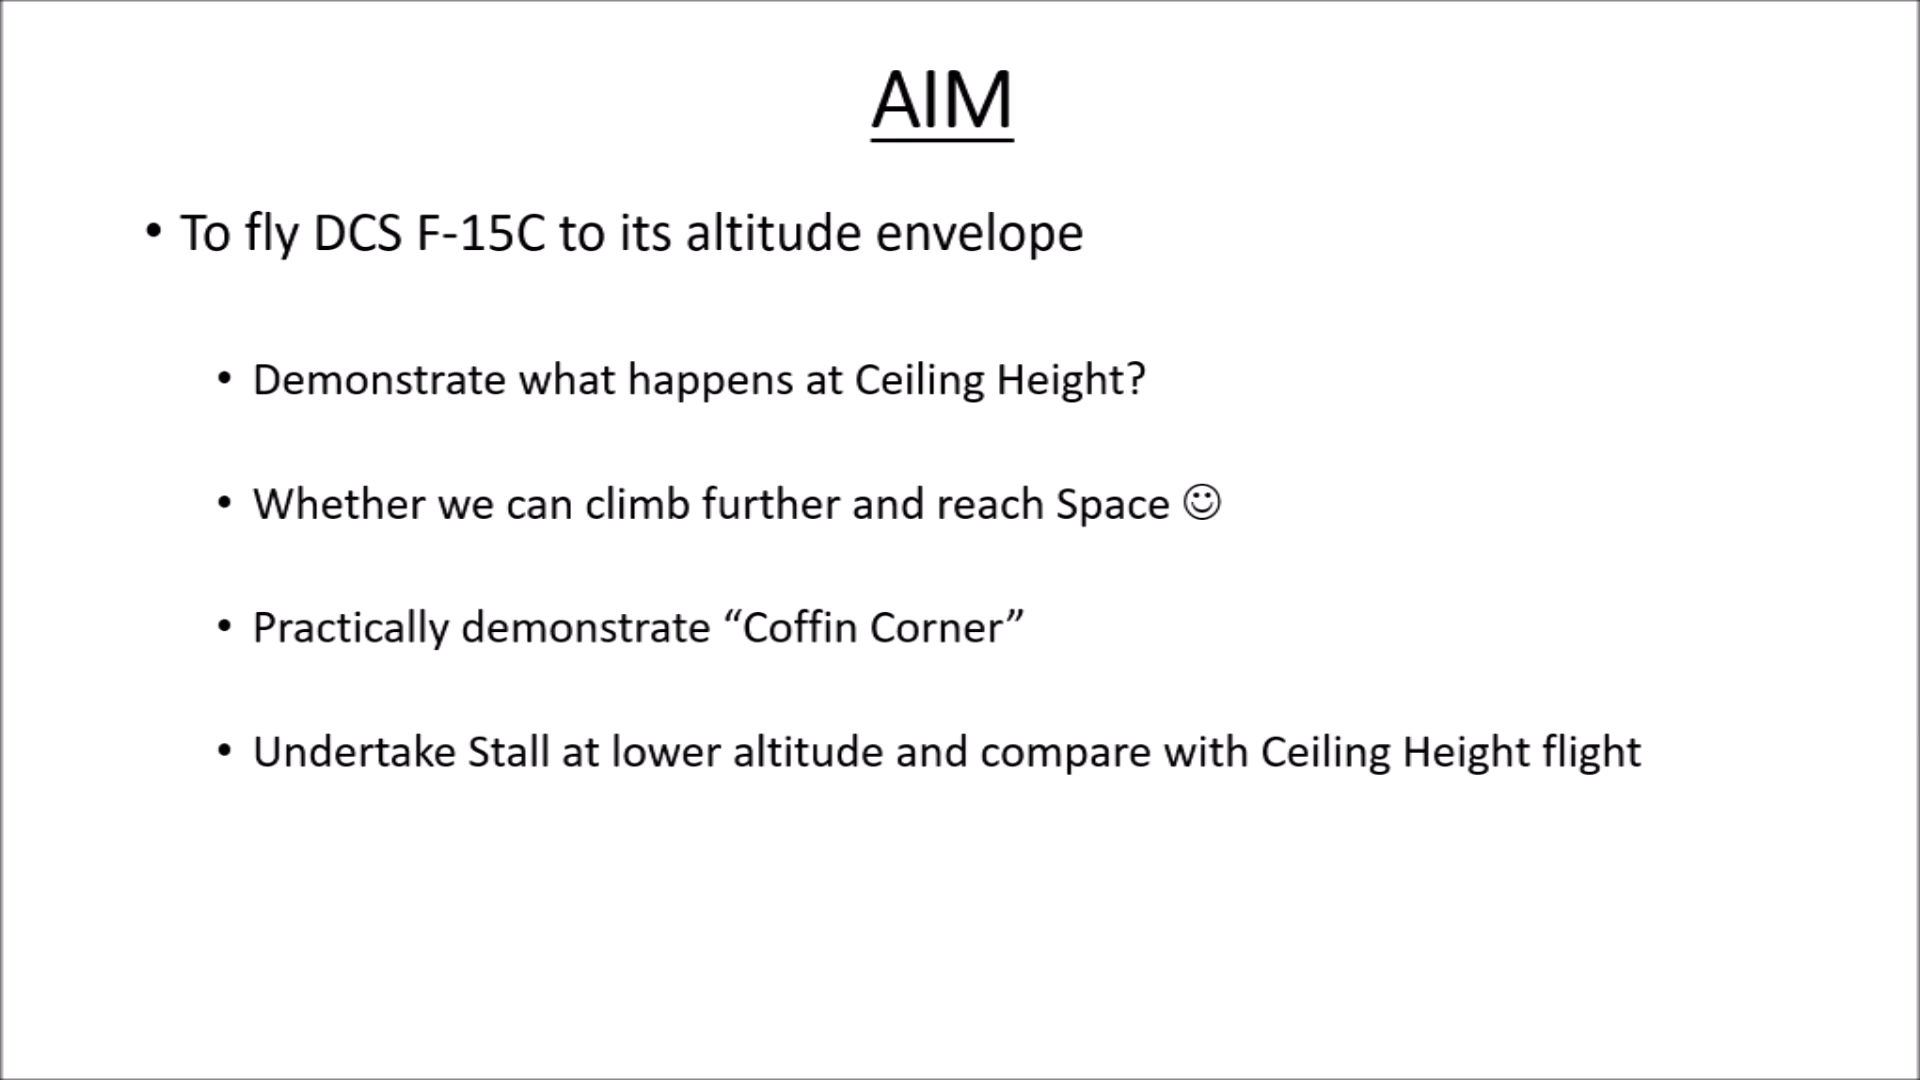 AIM
• To fly DCS F-15C to its altitude envelope
• Demonstrate what happens at Ceiling Height?
• Whether we can climb further and reach Space ☺
• Practically demonstrate “Coffin Corner”
• Undertake Stall at lower altitude and compare with Ceiling Height flight